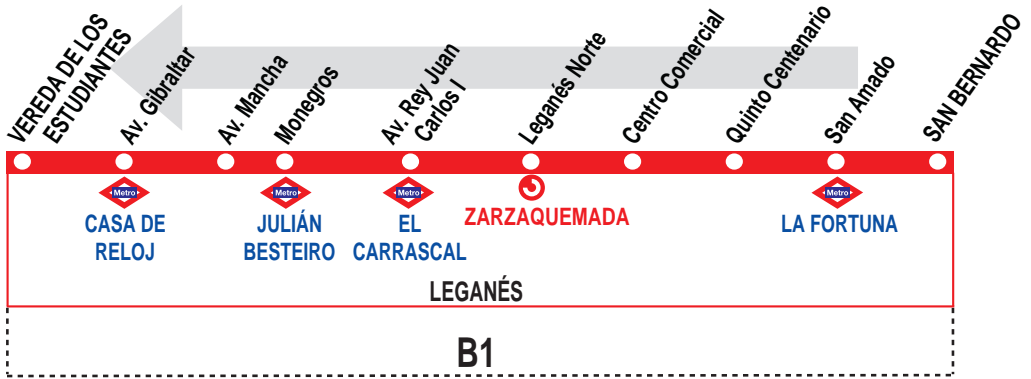 VEREDA DE LOS
ESTUDIANTES
Av. Gibraltar
Av. Mancha
Monegros
Av. Rey Juan
Carlos I
Leganés Norte
Centro Comercial
Quinto Centenario
San Amado
SAN BERNARDO
Metro
CASA DE
RELOJ
Metro
JULIÁN
BESTEIRO
Metro
EL
CARRASCAL
ZARZAQUEMADA
Metro
LA FORTUNA
LEGANÉS
B1